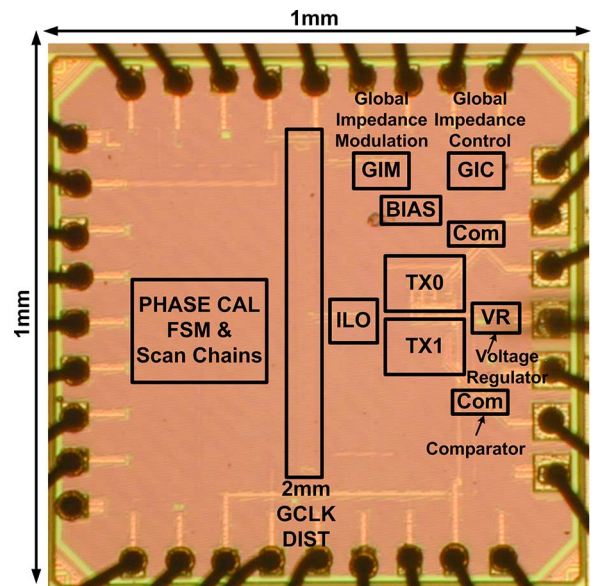 1mm
1mm
Global
Impedance
Modulation
Global
Impedance
Control
GIM
GIC
BIAS
Com
TX0
PHASE CAL
FSM &
Scan Chains
ILO
VR
TX1
Voltage
Regulator
Com
Comparator
2mm
GCLK
DIST